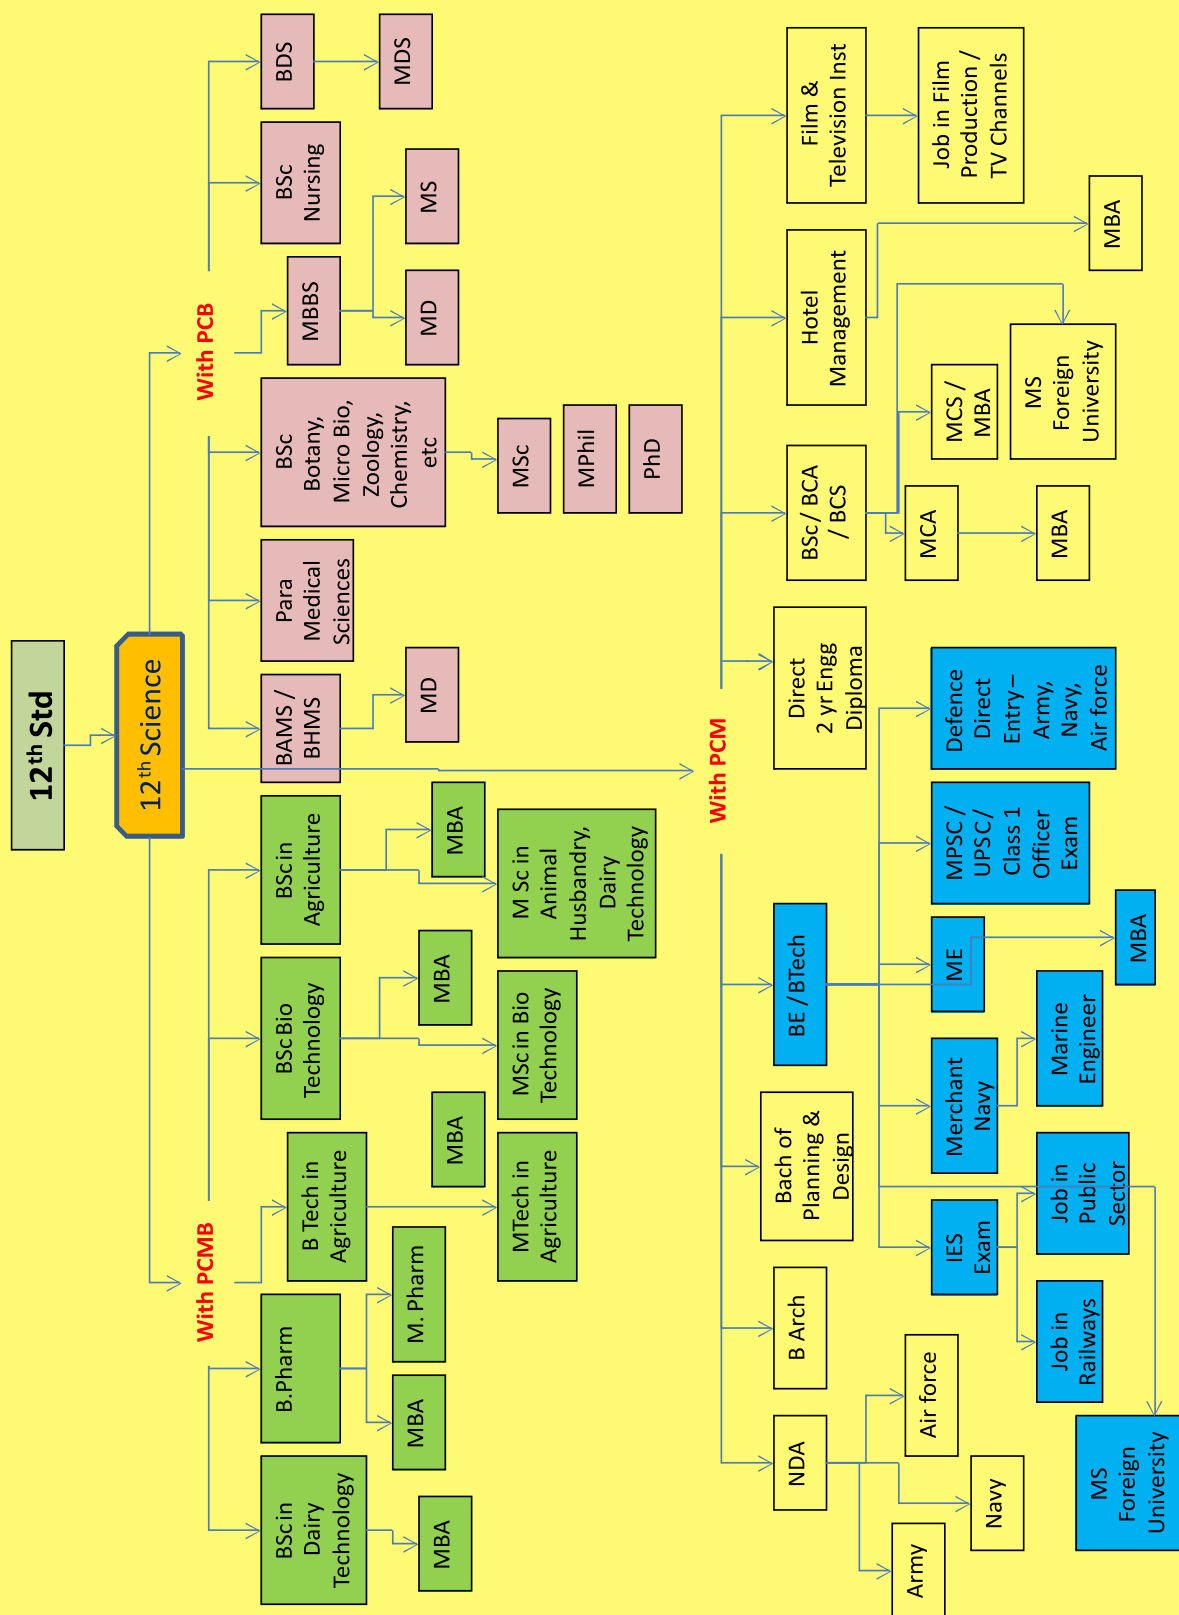 12th Std
12th Science
With PCMB
With PCB
BSc in
Dairy
Technology
MBA
B.Pharm
MBA
M. Pharm
B Tech in
Agriculture
MBA
MTech in
Agriculture
BSc Bio
Technology
MBA
MSc in Bio
Technology
BSc in
Agriculture
MBA
M Sc in
Animal
Husbandry,
Dairy
Technology
BAMS /
BHMS
MD
Para
Medical
Sciences
BSc
Botany,
Micro Bio,
Zoology,
Chemistry,
etc
MSc
MPhil
PhD
MBBS
MD
MS
BSc
Nursing
BDS
MDS
With PCM
NDA
Army
Navy
Air force
B Arch
Bach of
Planning &
Design
BE / BTech
IES
Exam
Job in
Railways
Job in
Public
Sector
MS
Foreign
University
Merchant
Navy
Marine
Engineer
ME
MBA
MPSC /
UPSC/
Class 1
Officer
Exam
Defence
Direct
Entry –
Army,
Navy,
Air force
Direct
2 yr Engg
Diploma
BSc / BCA
/ BCS
MCA
MBA
MCS /
MBA
MS
Foreign
University
Hotel
Management
MBA
Film &
Television Inst
Job in Film
Production /
TV Channels